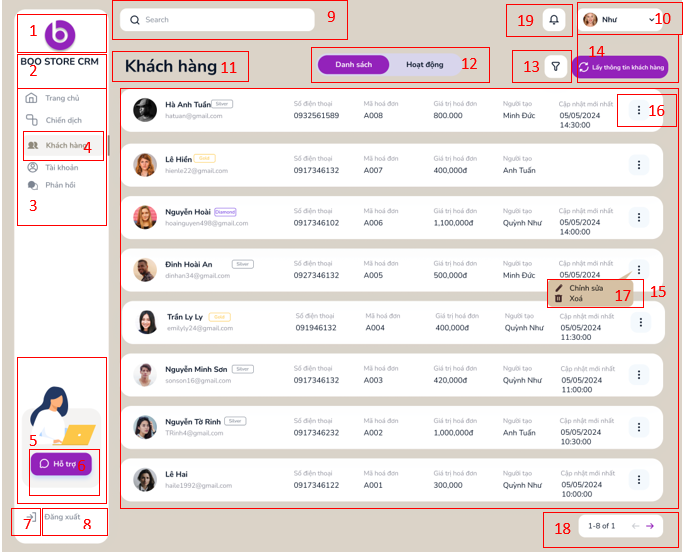 1
2
BOO STORE CRM
Trang chủ
Chiến dịch
Khách hàng
4
Tài khoản
Phản hồi
3
5
Hỗ trợ
6
7
Đăng xuất
8
Search
9
19
Như
10
Khách hàng
11
Danh sách
Hoạt động
12
13
14
Lấy thông tin khách hàng
Hà Anh Tuấn
Silver
hatuan@gmail.com
Số điện thoại
0932561589
Mã hoá đơn
A008
Giá trị hoá đơn
800.000
Người tạo
Minh Đức
Cập nhật mới nhất
05/05/2024
14:30:00
16
Lê Hiền
Gold
hienle22@gmail.com
Số điện thoại
0917346132
Mã hoá đơn
A007
Giá trị hoá đơn
400,000đ
Người tạo
Anh Tuấn
Nguyễn Hoài
Diamond
hoainguyen498@gmail.com
Số điện thoại
0917346102
Mã hoá đơn
A006
Giá trị hoá đơn
1,100,000đ
Người tạo
Quỳnh Như
Cập nhật mới nhất
05/05/2024
14:00:00
Đinh Hoài An
Silver
dinhan34@gmail.com
Số điện thoại
0927346132
Mã hoá đơn
A005
Giá trị hoá đơn
500,000đ
Người tạo
Minh Đức
Cập nhật mới nhất
05/05/2024
Chỉnh sửa
Xoá
17
15
Trần Ly Ly
Gold
emilyly24@gmail.com
Số điện thoại
091946132
Mã hoá đơn
A004
Giá trị hoá đơn
400,000đ
Người tạo
Quỳnh Như
Cập nhật mới nhất
05/05/2024
11:30:00
Nguyễn Minh Sơn
Silver
sonson16@gmail.com
Số điện thoại
0917346132
Mã hoá đơn
A003
Giá trị hoá đơn
420,000đ
Người tạo
Quỳnh Như
Cập nhật mới nhất
05/05/2024
11:00:00
Nguyễn Tờ Rinh
Silver
TRinh4@gmail.com
Số điện thoại
0917346232
Mã hoá đơn
A002
Giá trị hoá đơn
1,000,000đ
Người tạo
Anh Tuấn
Cập nhật mới nhất
05/05/2024
10:30:00
Lê Hai
haile1992@gmail.com
Số điện thoại
0917346122
Mã hoá đơn
A001
Giá trị hoá đơn
300,000
Người tạo
Quỳnh Như
Cập nhật mới nhất
05/05/2024
10:00:00
18
1-8 of 1